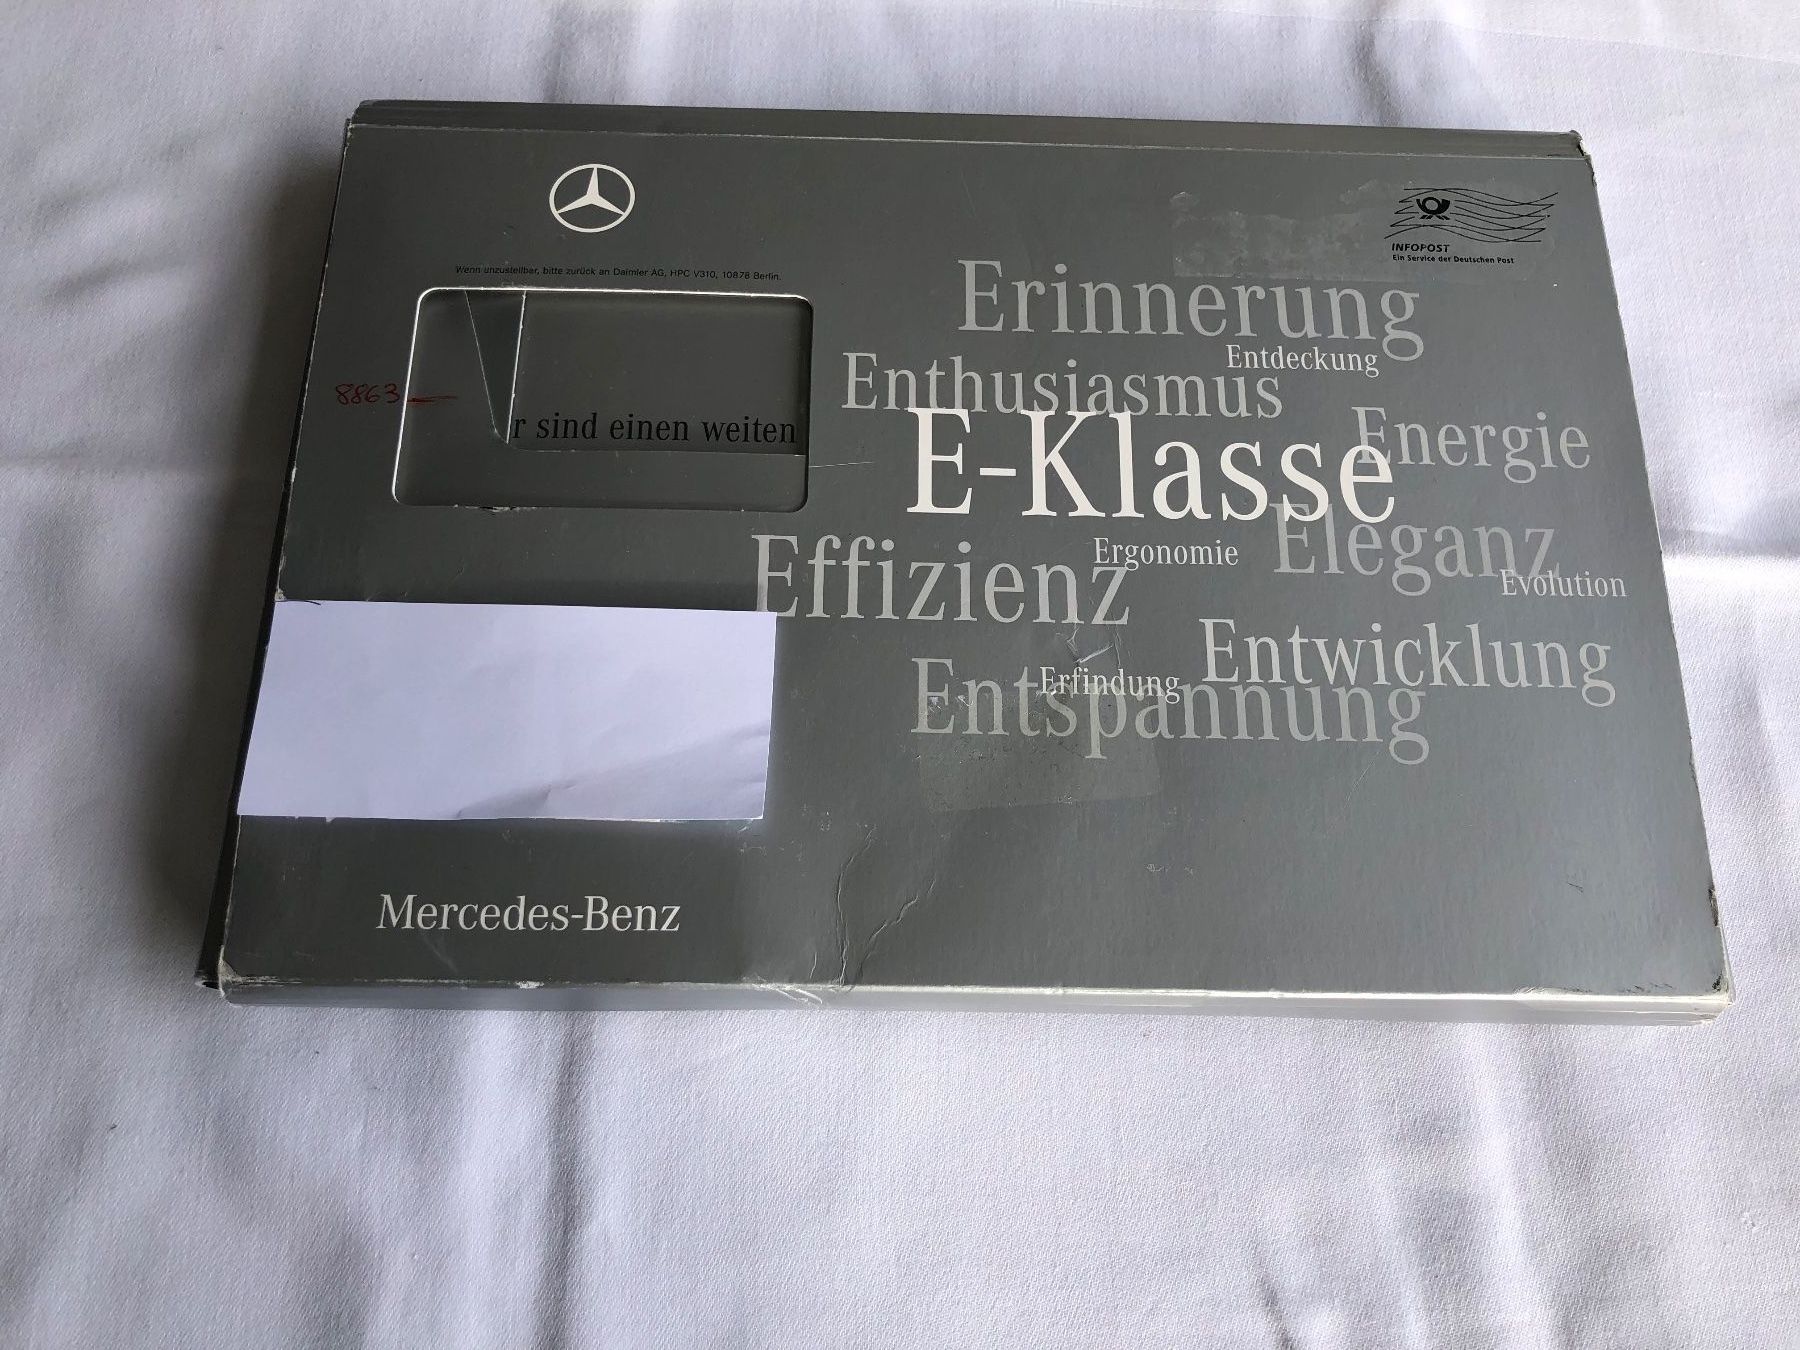 INFOPOST
Ein Service der Deutschen Post
Wenn unzustellbar, bitte zurück an Daimler AG, HPC V310, 10878 Berlin.
8863
r sind einen weiten
Erinnerung
Entdeckung
Enthusiasmus
E-Klasse
Energie
Effizienz
Ergonomie
Eleganz
Evolution
Entwicklung
Erfindung
Entspannung
Mercedes-Benz